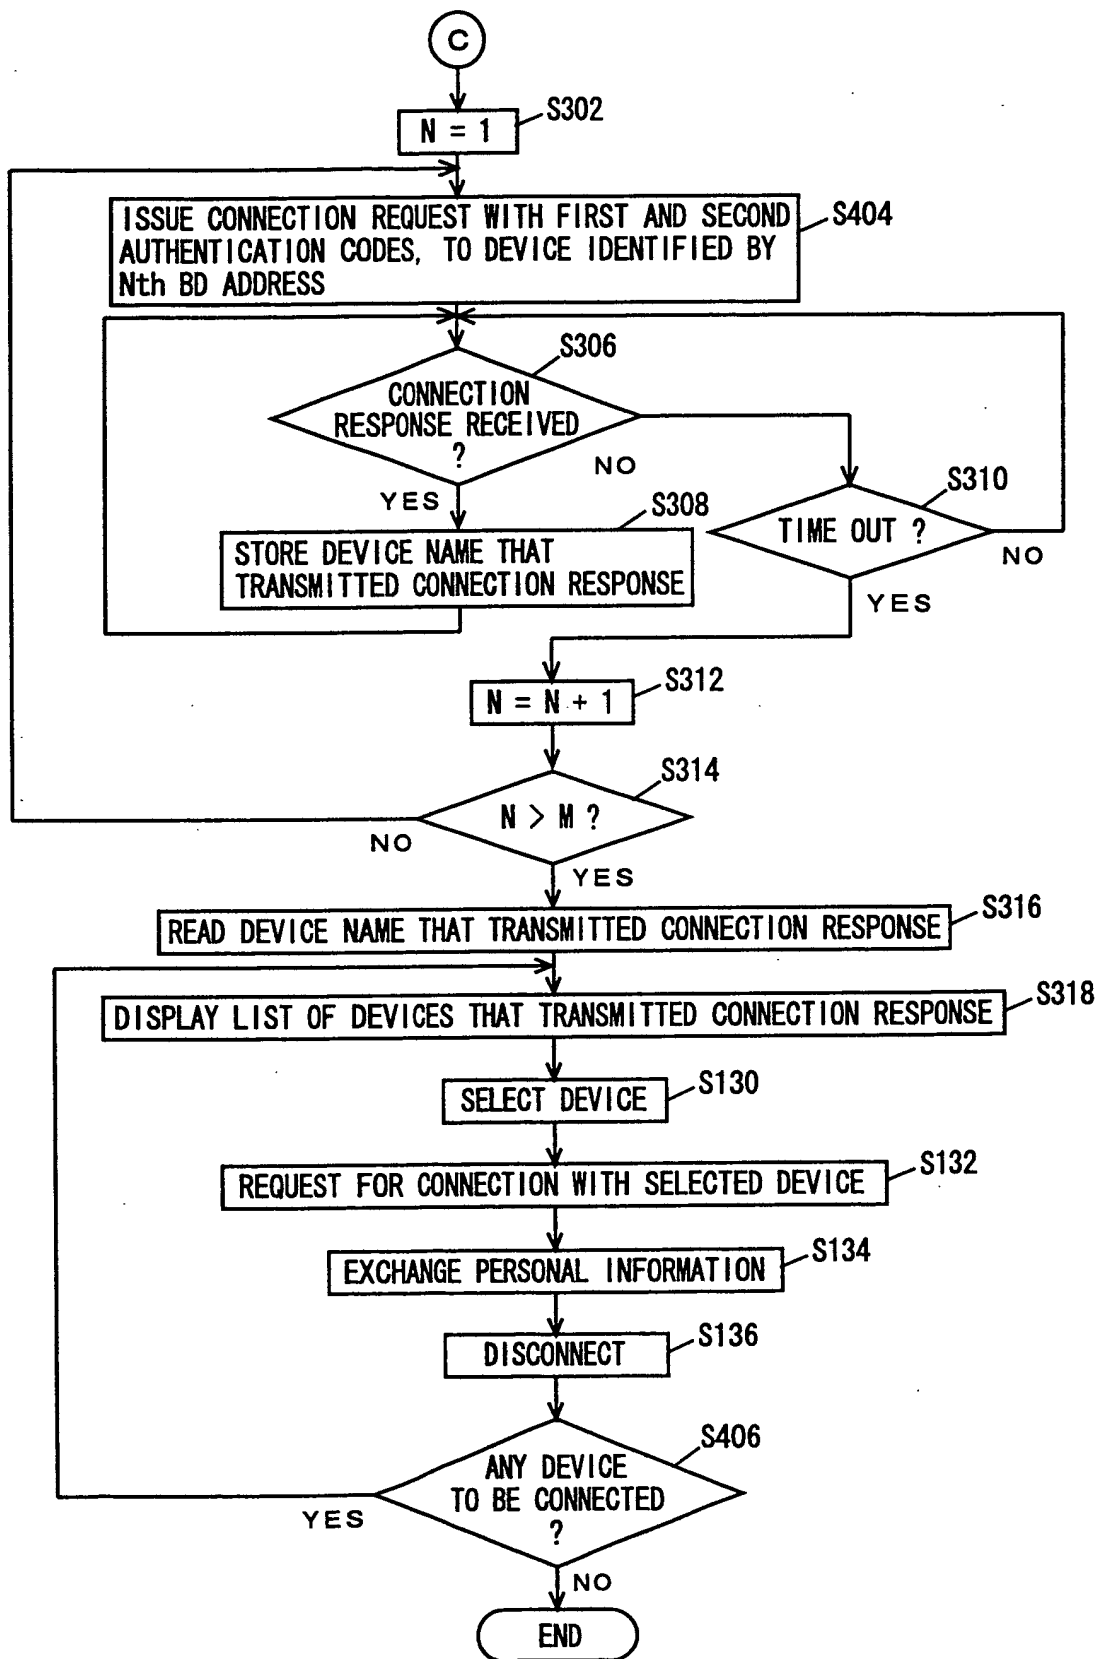 C
N = 1
S302
ISSUE CONNECTION REQUEST WITH FIRST AND SECOND
AUTHENTICATION CODES, TO DEVICE IDENTIFIED BY
Nth BD ADDRESS
S404
S306
CONNECTION
RESPONSE RECEIVED
?
NO
YES
S308
S310
TIME OUT ?
NO
YES
STORE DEVICE NAME THAT
TRANSMITTED CONNECTION RESPONSE
S312
N = N + 1
S314
N > M ?
NO
YES
READ DEVICE NAME THAT TRANSMITTED CONNECTION RESPONSE
S316
DISPLAY LIST OF DEVICES THAT TRANSMITTED CONNECTION RESPONSE
S318
SELECT DEVICE
S130
REQUEST FOR CONNECTION WITH SELECTED DEVICE
S132
EXCHANGE PERSONAL INFORMATION
S134
DISCONNECT
S136
S406
ANY DEVICE
TO BE CONNECTED
?
YES
NO
END